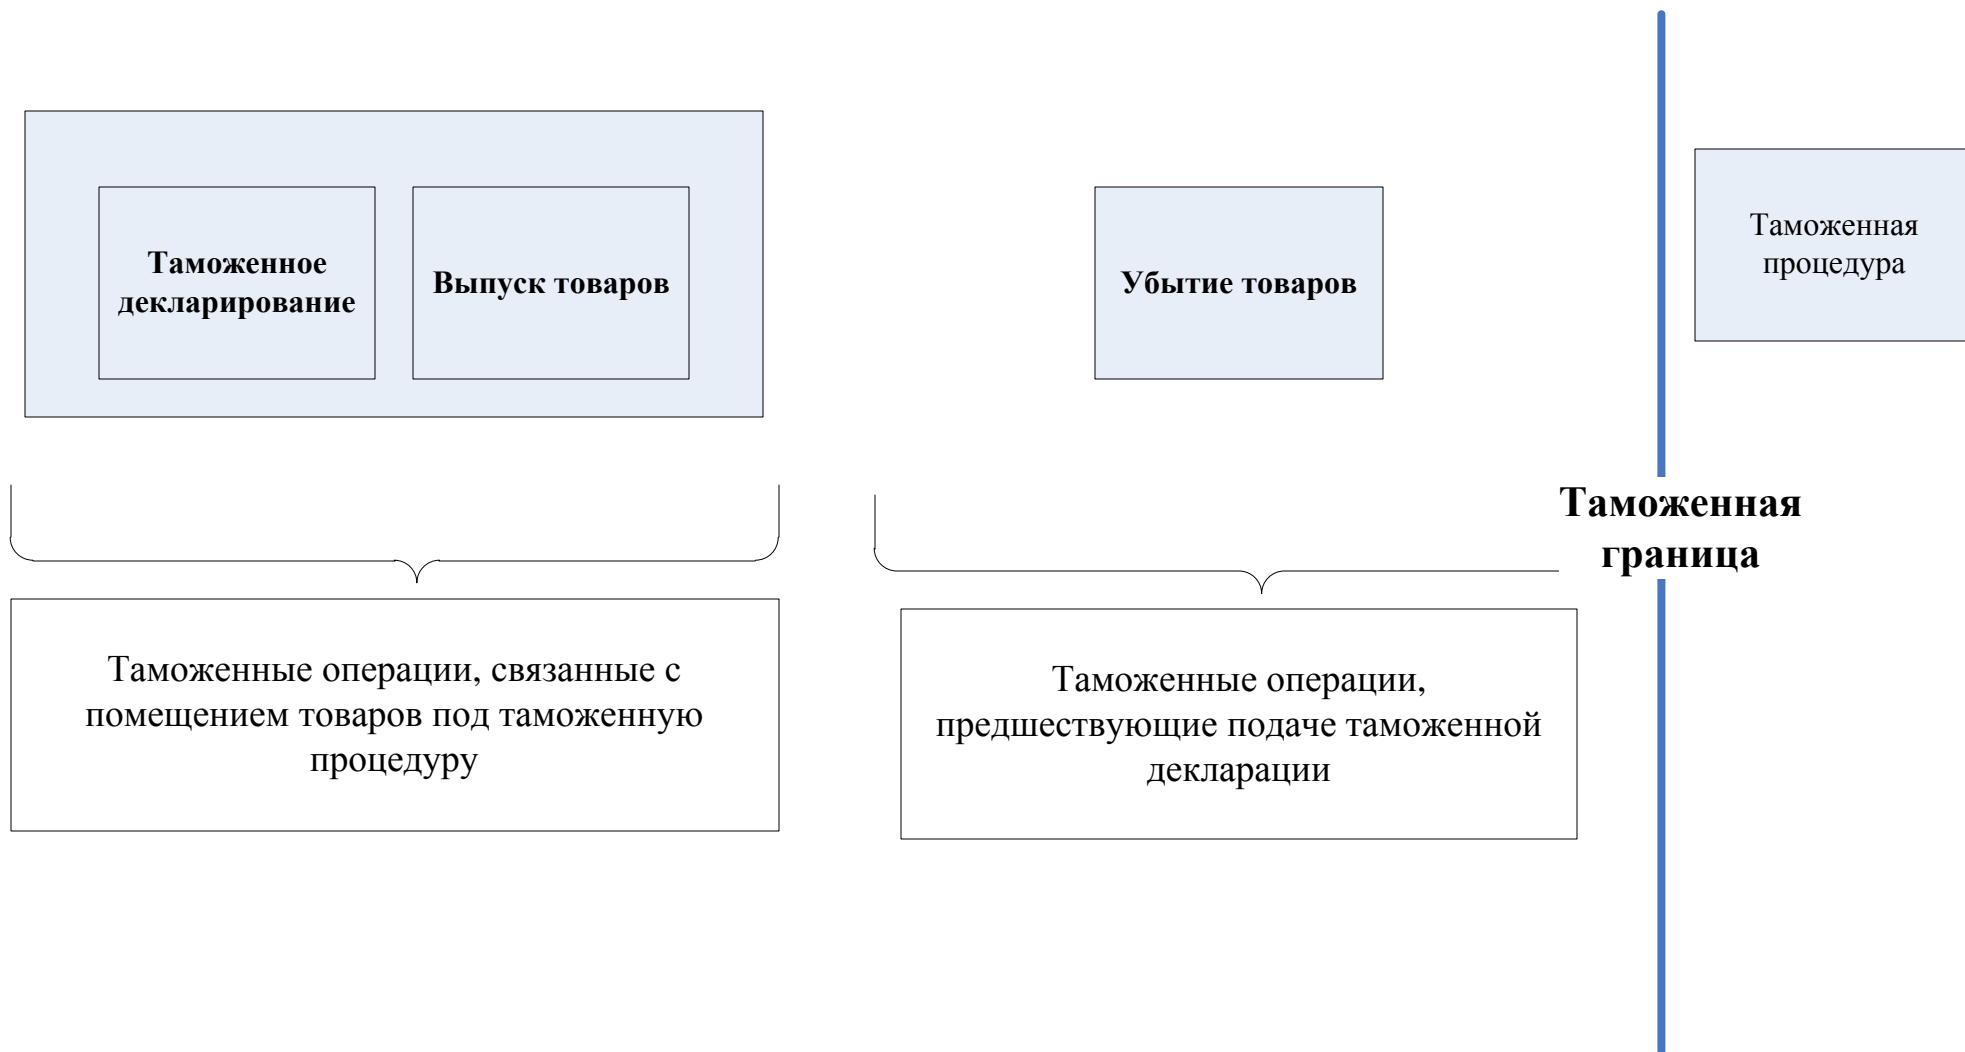 Таможенное
декларирование
Выпуск товаров
Убытие товаров
Таможенная
процедура
Таможенная
граница
Таможенные операции, связанные с
помещением товаров под таможенную
процедуру
Таможенные операции,
предшествующие подаче таможенной
декларации